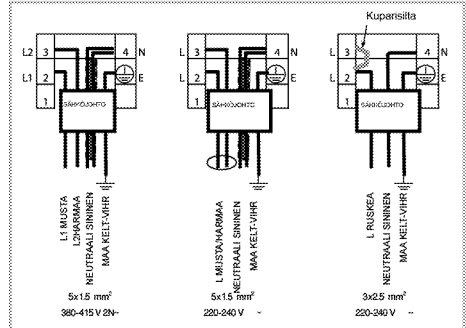 Kuparisilta
L2 3 4 N
L1 2 E
1
SÄHKÖJOHTO
L1 MUSTA
L2HARMAA
NEUTRAALI SININEN
MAA KELT-VIHR
5x1.5 mm²
380-415 V 2N~
3 4 N
L 2 E
1
SÄHKÖJOHTO
L MUSTA/HARMAA
NEUTRAALI SININEN
MAA KELT-VIHR
5x1.5 mm²
220-240 V ~
L 3 4 N
2 E
1
SÄHKÖJOHTO
L RUSKEA
NEUTRAALI SININEN
MAA KELT-VIHR
3x2.5 mm²
220-240 V ~